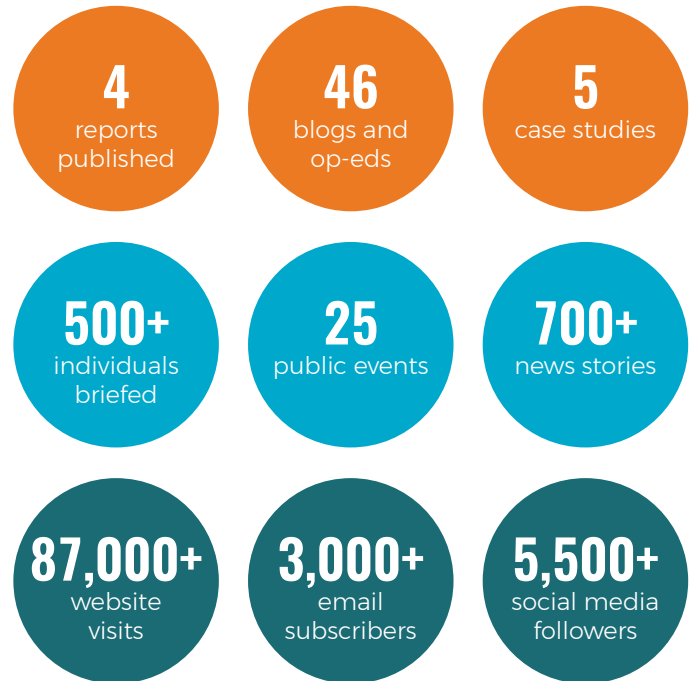 4
reports
published
46
blogs and
op-eds
5
case studies
500+
individuals
briefed
25
public events
700+
news stories
87,000+
website
visits
3,000+
email
subscribers
5,500+
social media
followers